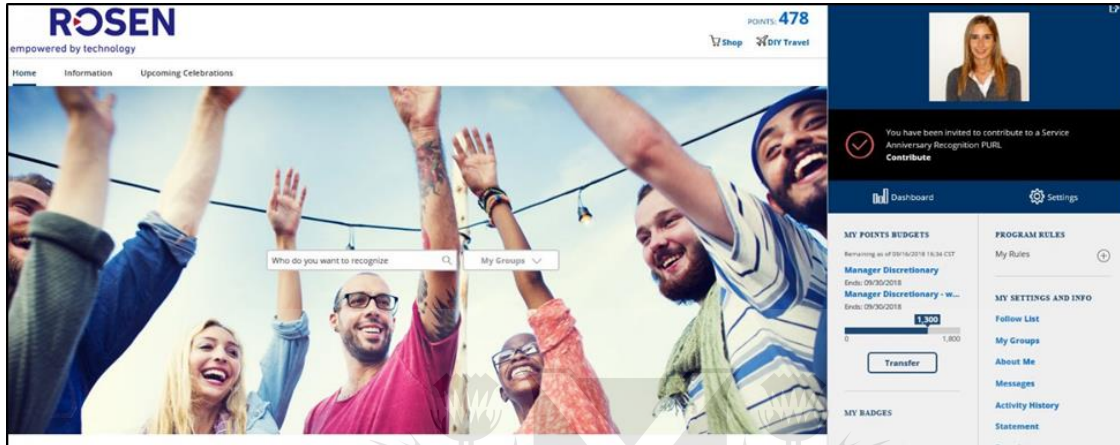 ROSEN
empowered by technology
POINTS: 478
Shop DIY Travel
Home Information Upcoming Celebrations
Who do you want to recognize My Groups
You have been invited to contribute to a Service
Anniversary Recognition PURL
Contribute
Dashboard Settings
MY POINTS BUDGETS
Remaining as of 09/16/2018 16:36 CST
Manager Discretionary
Ends: 09/30/2018
Manager Discretionary - w...
Ends: 09/30/2018
1,300
0 1,800
Transfer
MY BADGES
PROGRAM RULES
My Rules
MY SETTINGS AND INFO
Follow List
My Groups
About Me
Messages
Activity History
Statement